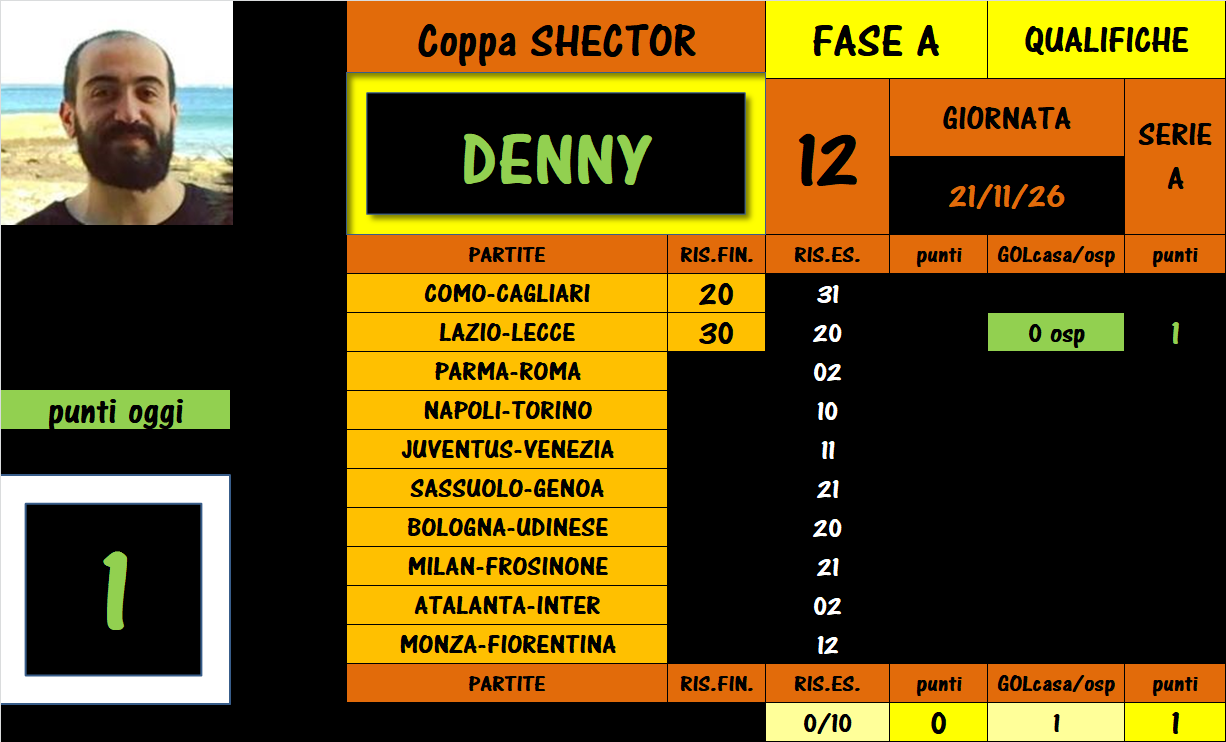 Coppa SHECTOR
FASE A
QUALIFICHE
DENNY
12
GIORNATA
21/11/26
SERIE
A
PARTITE RIS.FIN. RIS.ES. punti GOLcasa/osp punti
COMO-CAGLIARI 20 31
LAZIO-LECCE 30 20 0 osp 1
PARMA-ROMA 02
NAPOLI-TORINO 10
JUVENTUS-VENEZIA 11
SASSUOLO-GENOA 21
BOLOGNA-UDINESE 20
MILAN-FROSINONE 21
ATALANTA-INTER 02
MONZA-FIORENTINA 12
PARTITE RIS.FIN. RIS.ES. punti GOLcasa/osp punti
0/10 0 1 1
punti oggi
1